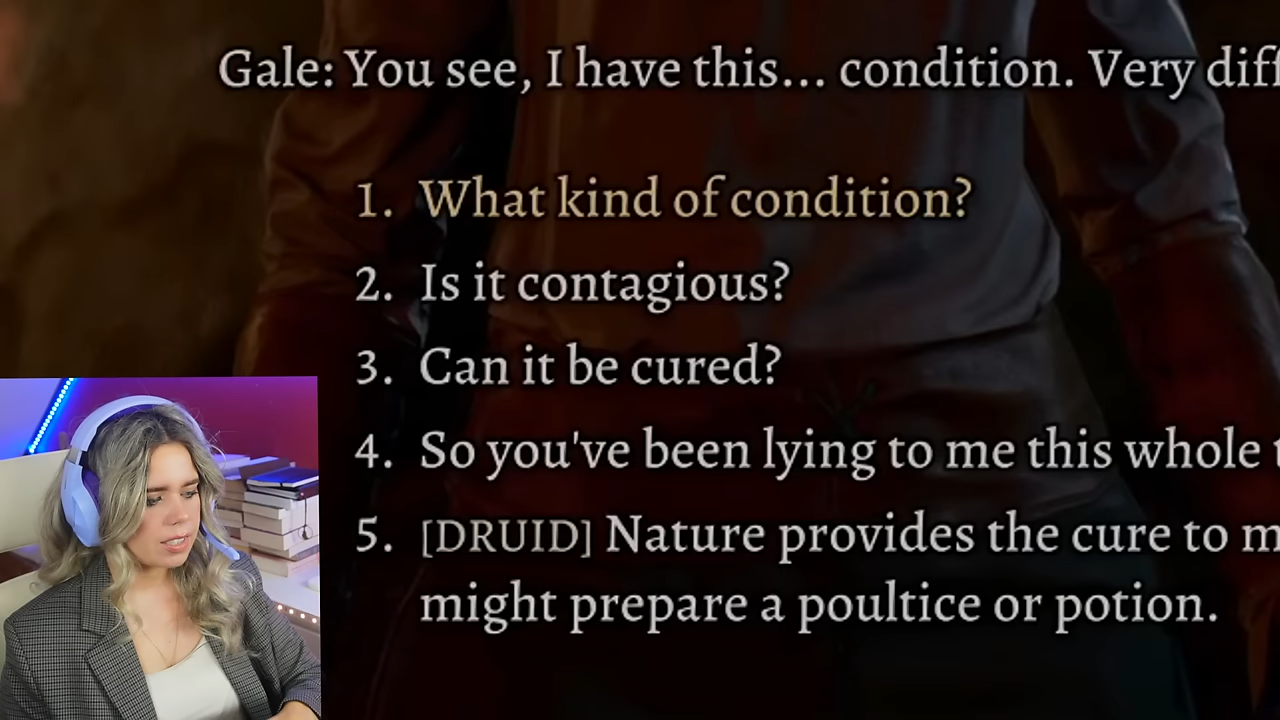 Gale: You see, I have this... condition. Very
1. What kind of condition?
2. Is it contagious?
3. Can it be cured?
4. So you've been lying to me this whole
5. [DRUID] Nature provides the cure to
might prepare a poultice or potion.